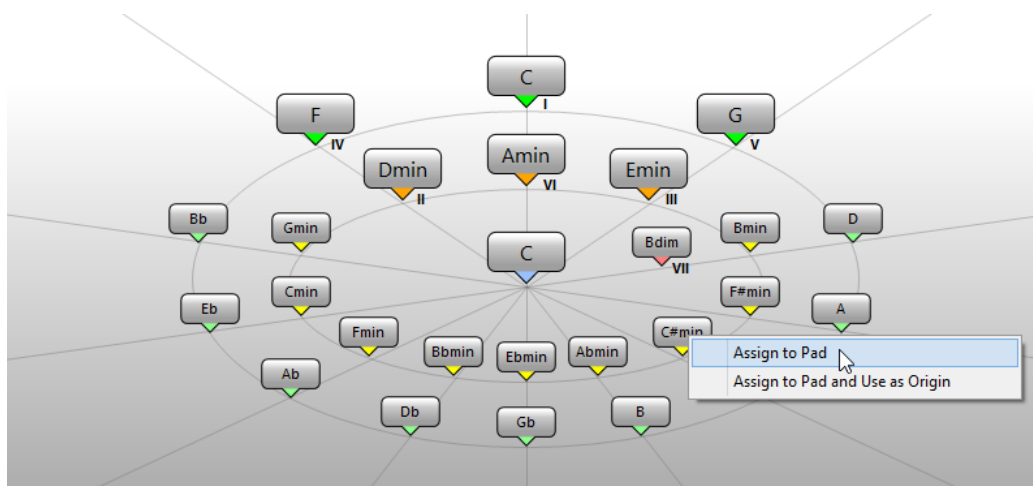 C
I
F
IV
G
V
Amin
VI
Dmin
II
Emin
III
Bb
Gmin
Bmin
D
C
Bdim
VII
Eb
Cmin
F#min
A
Fmin
C#min
Bbmin
Ebmin
Abmin
Assign to Pad
Assign to Pad and Use as Origin
Ab
Db
Gb
B